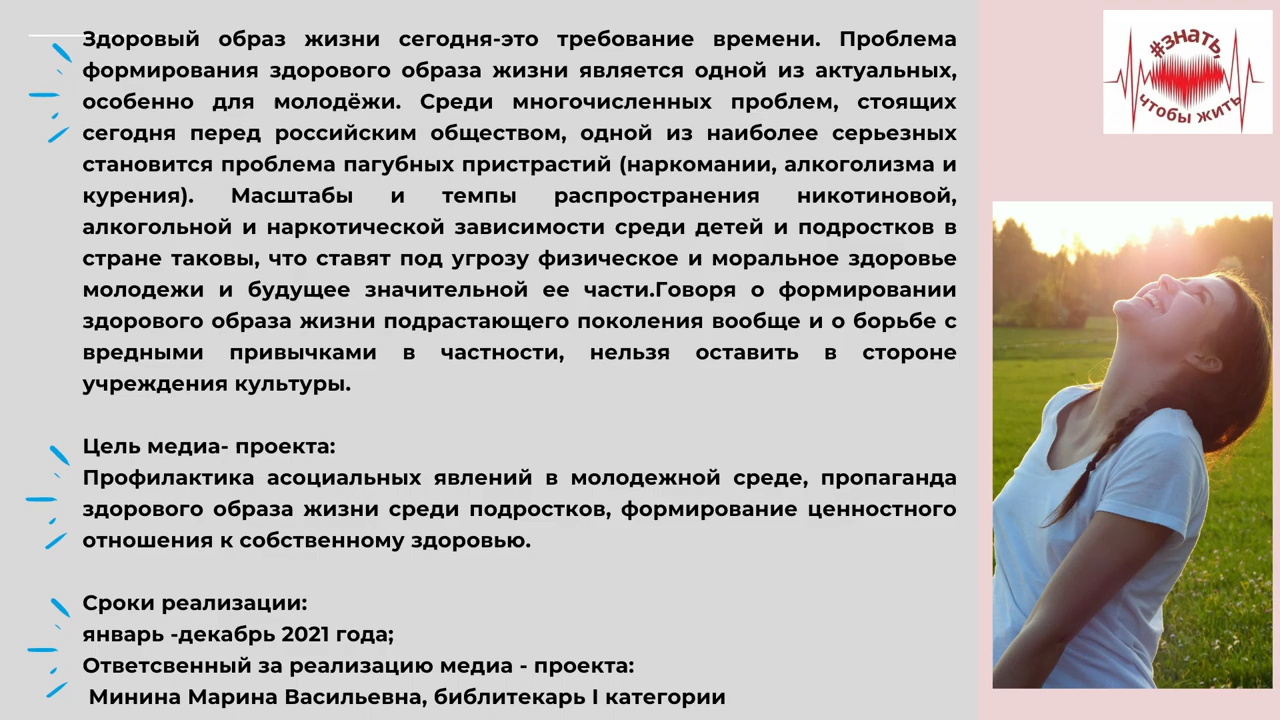 Здоровый образ жизни сегодня-это требование времени. Проблема
формирования здорового образа жизни является одной из актуальных,
особенно для молодёжи. Среди многочисленных проблем, стоящих
сегодня перед российским обществом, одной из наиболее серьезных
становится проблема пагубных пристрастий (наркомании, алкоголизма и
курения). Масштабы и темпы распространения никотиновой,
алкогольной и наркотической зависимости среди детей и подростков в
стране таковы, что ставят под угрозу физическое и моральное здоровье
молодежи и будущее значительной ее части.Говоря о формировании
здорового образа жизни подрастающего поколения вообще и о борьбе с
вредными привычками в частности, нельзя оставить в стороне
учреждения культуры.
Цель медиа- проекта:
Профилактика асоциальных явлений в молодежной среде, пропаганда
здорового образа жизни среди подростков, формирование ценностного
отношения к собственному здоровью.
Сроки реализации:
январь -декабрь 2021 года;
Ответсвенный за реализацию медиа - проекта:
Минина Марина Васильевна, библитекарь I категории
#знать,
чтобы жить